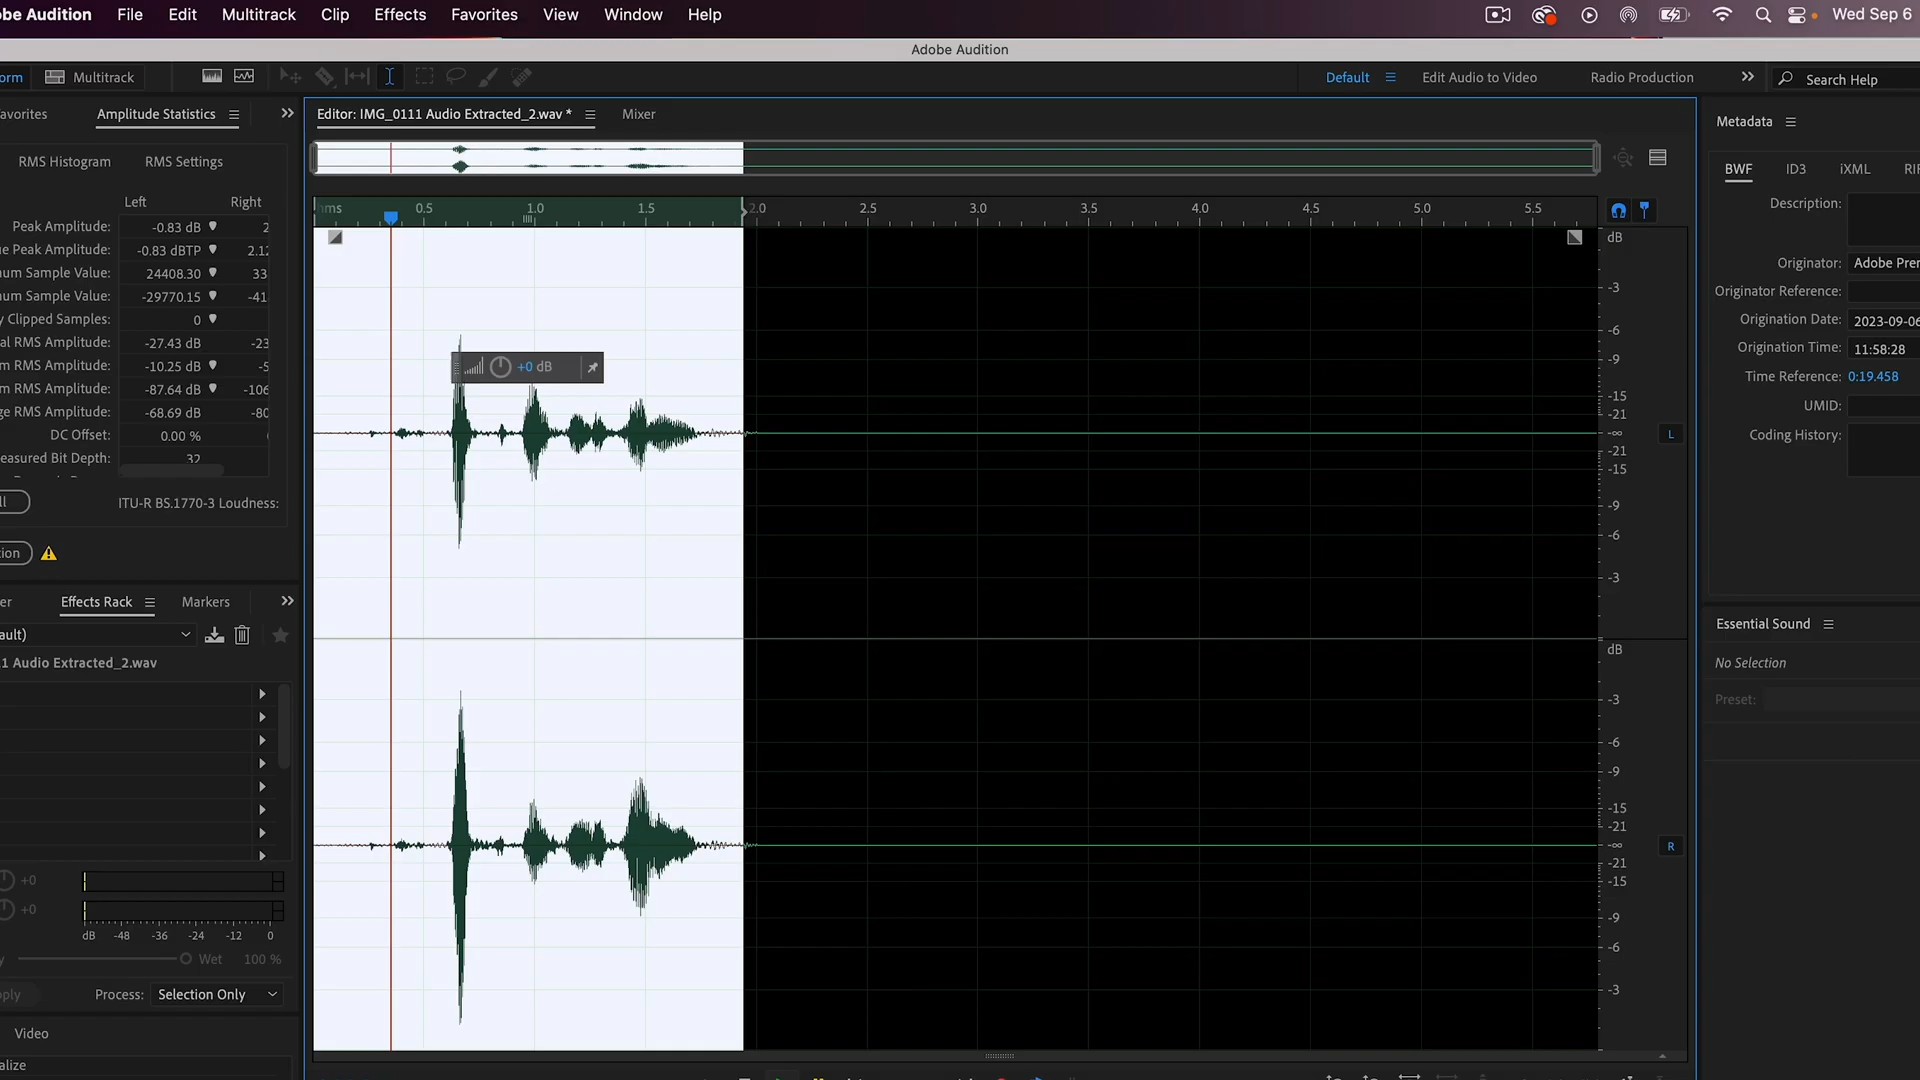 be Audition File Edit Multitrack Clip Effects Favorites View Window Help Wed Sep 6
Adobe Audition
orm Multitrack Default Edit Audio to Video Radio Production Search Help
avorites Amplitude Statistics
Editor: IMG_0111 Audio Extracted_2.wav * Mixer
Metadata
RMS Histogram RMS Settings
BWF ID3 iXML RI
Left Right
Description:
hms 0.5 1.0 1.5 2.0 2.5 3.0 3.5 4.0 4.5 5.0 5.5
Peak Amplitude: -0.83 dB 2
ue Peak Amplitude: -0.83 dBTP 2.12
num Sample Value: 24408.30 33
num Sample Value: -29770.15 -41
y Clipped Samples: 0
al RMS Amplitude: -27.43 dB -23
m RMS Amplitude: -10.25 dB -5
m RMS Amplitude: -87.64 dB -106
ge RMS Amplitude: -68.69 dB -80
DC Offset: 0.00 %
easured Bit Depth: 32
ll ITU-R BS.1770-3 Loudness:
tion
+0 dB
dB
-3
-6
-9
-15
-21
-∞
-21
-15
-9
-6
-3
L
dB
-3
-6
-9
-15
-21
-∞
-21
-15
-9
-6
-3
R
Originator: Adobe Prer
Originator Reference:
Origination Date: 2023-09-06
Origination Time: 11:58:28
Time Reference: 0:19.458
UMID:
Coding History:
er Effects Rack Markers
ault)
1 Audio Extracted_2.wav
+0
+0
dB -48 -36 -24 -12 0
y Wet 100 %
pply Process: Selection Only
Video
alize
Essential Sound
No Selection
Preset: